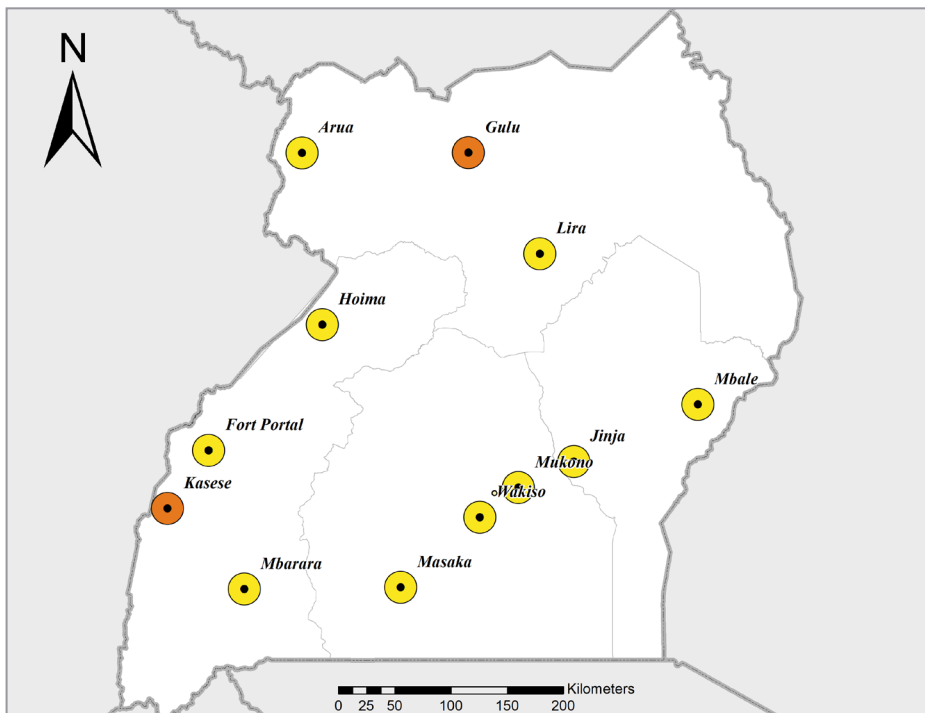 N
Arua
Gulu
Lira
Hoima
Mbale
Fort Portal
Jinja
Mukono
Kasese
Wakiso
Mbarara
Masaka
Kilometers
0 25 50 100 150 200